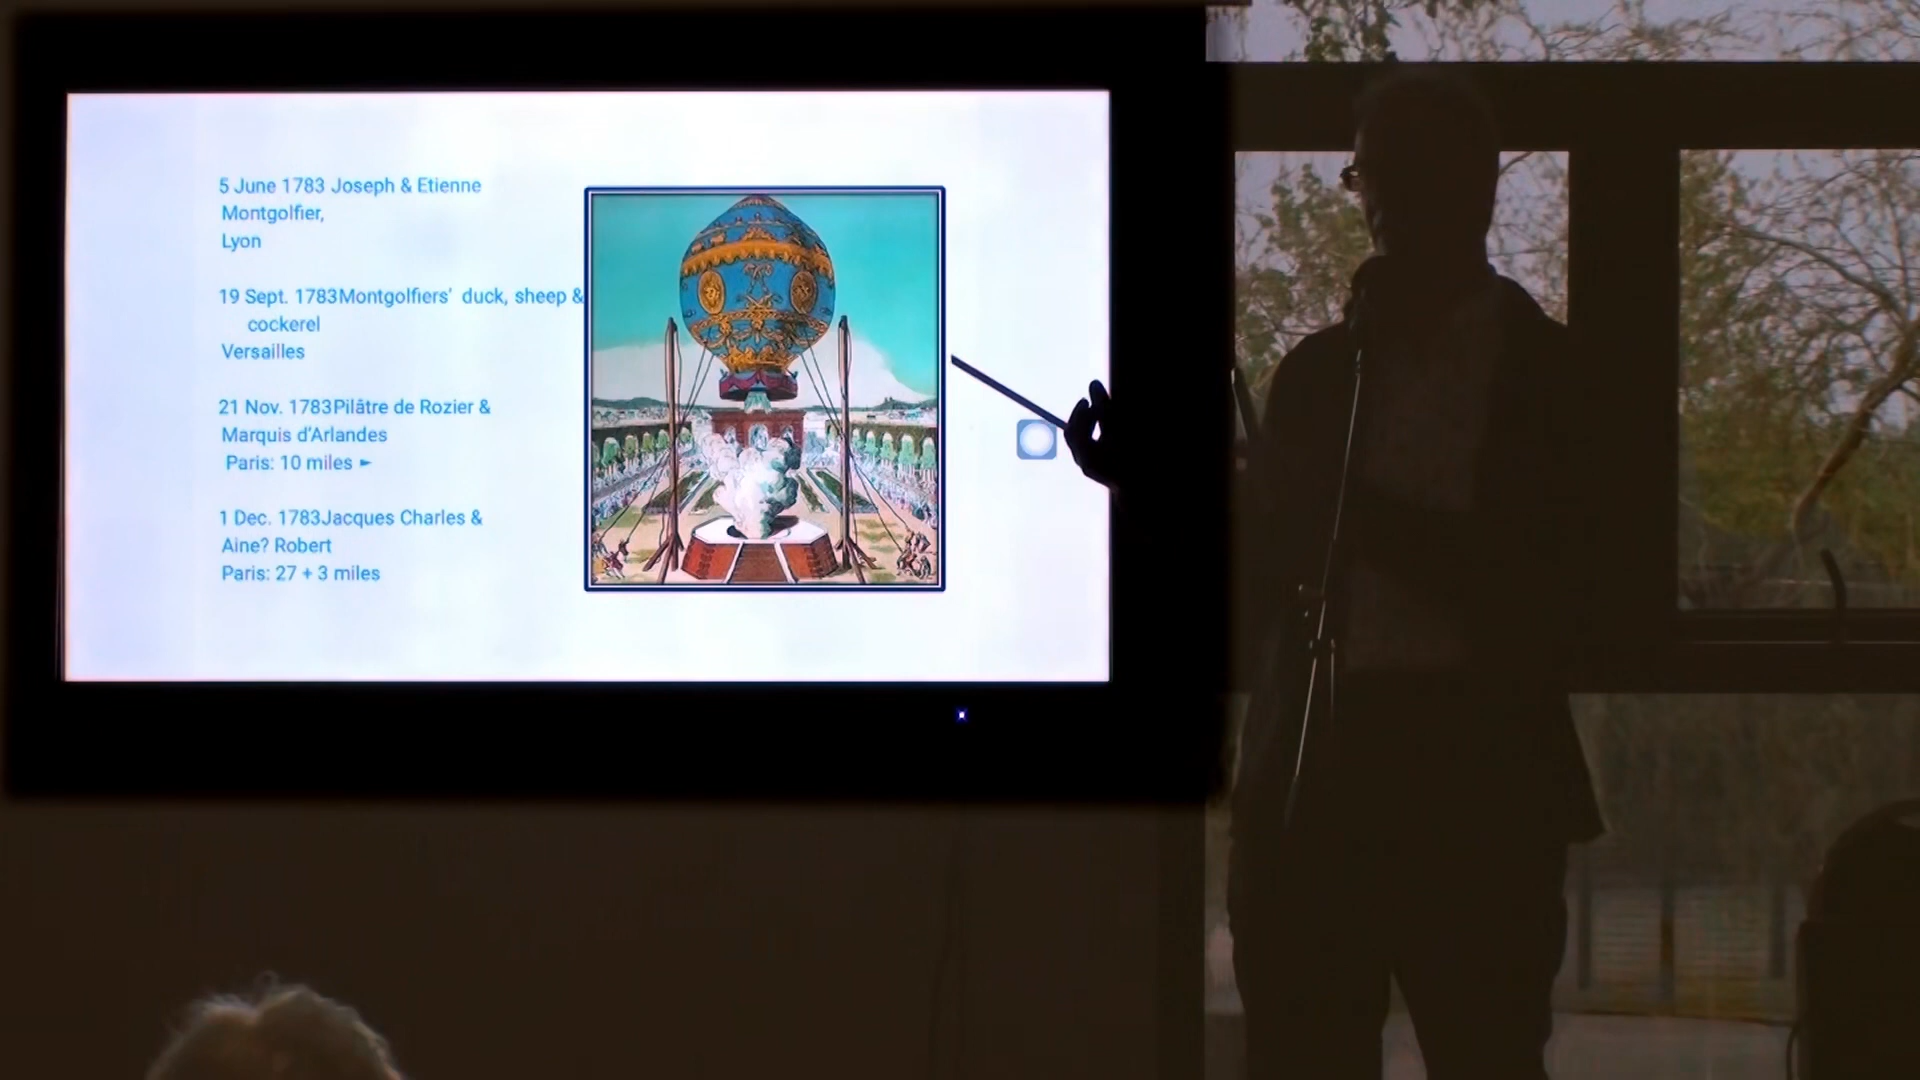 5 June 1783 Joseph & Etienne
Montgolfier,
Lyon
19 Sept. 1783Montgolfiers' duck, sheep &
cockerel
Versailles
21 Nov. 1783Pilâtre de Rozier &
Marquis d'Arlandes
Paris: 10 miles ►
1 Dec. 1783Jacques Charles &
Aine? Robert
Paris: 27 + 3 miles